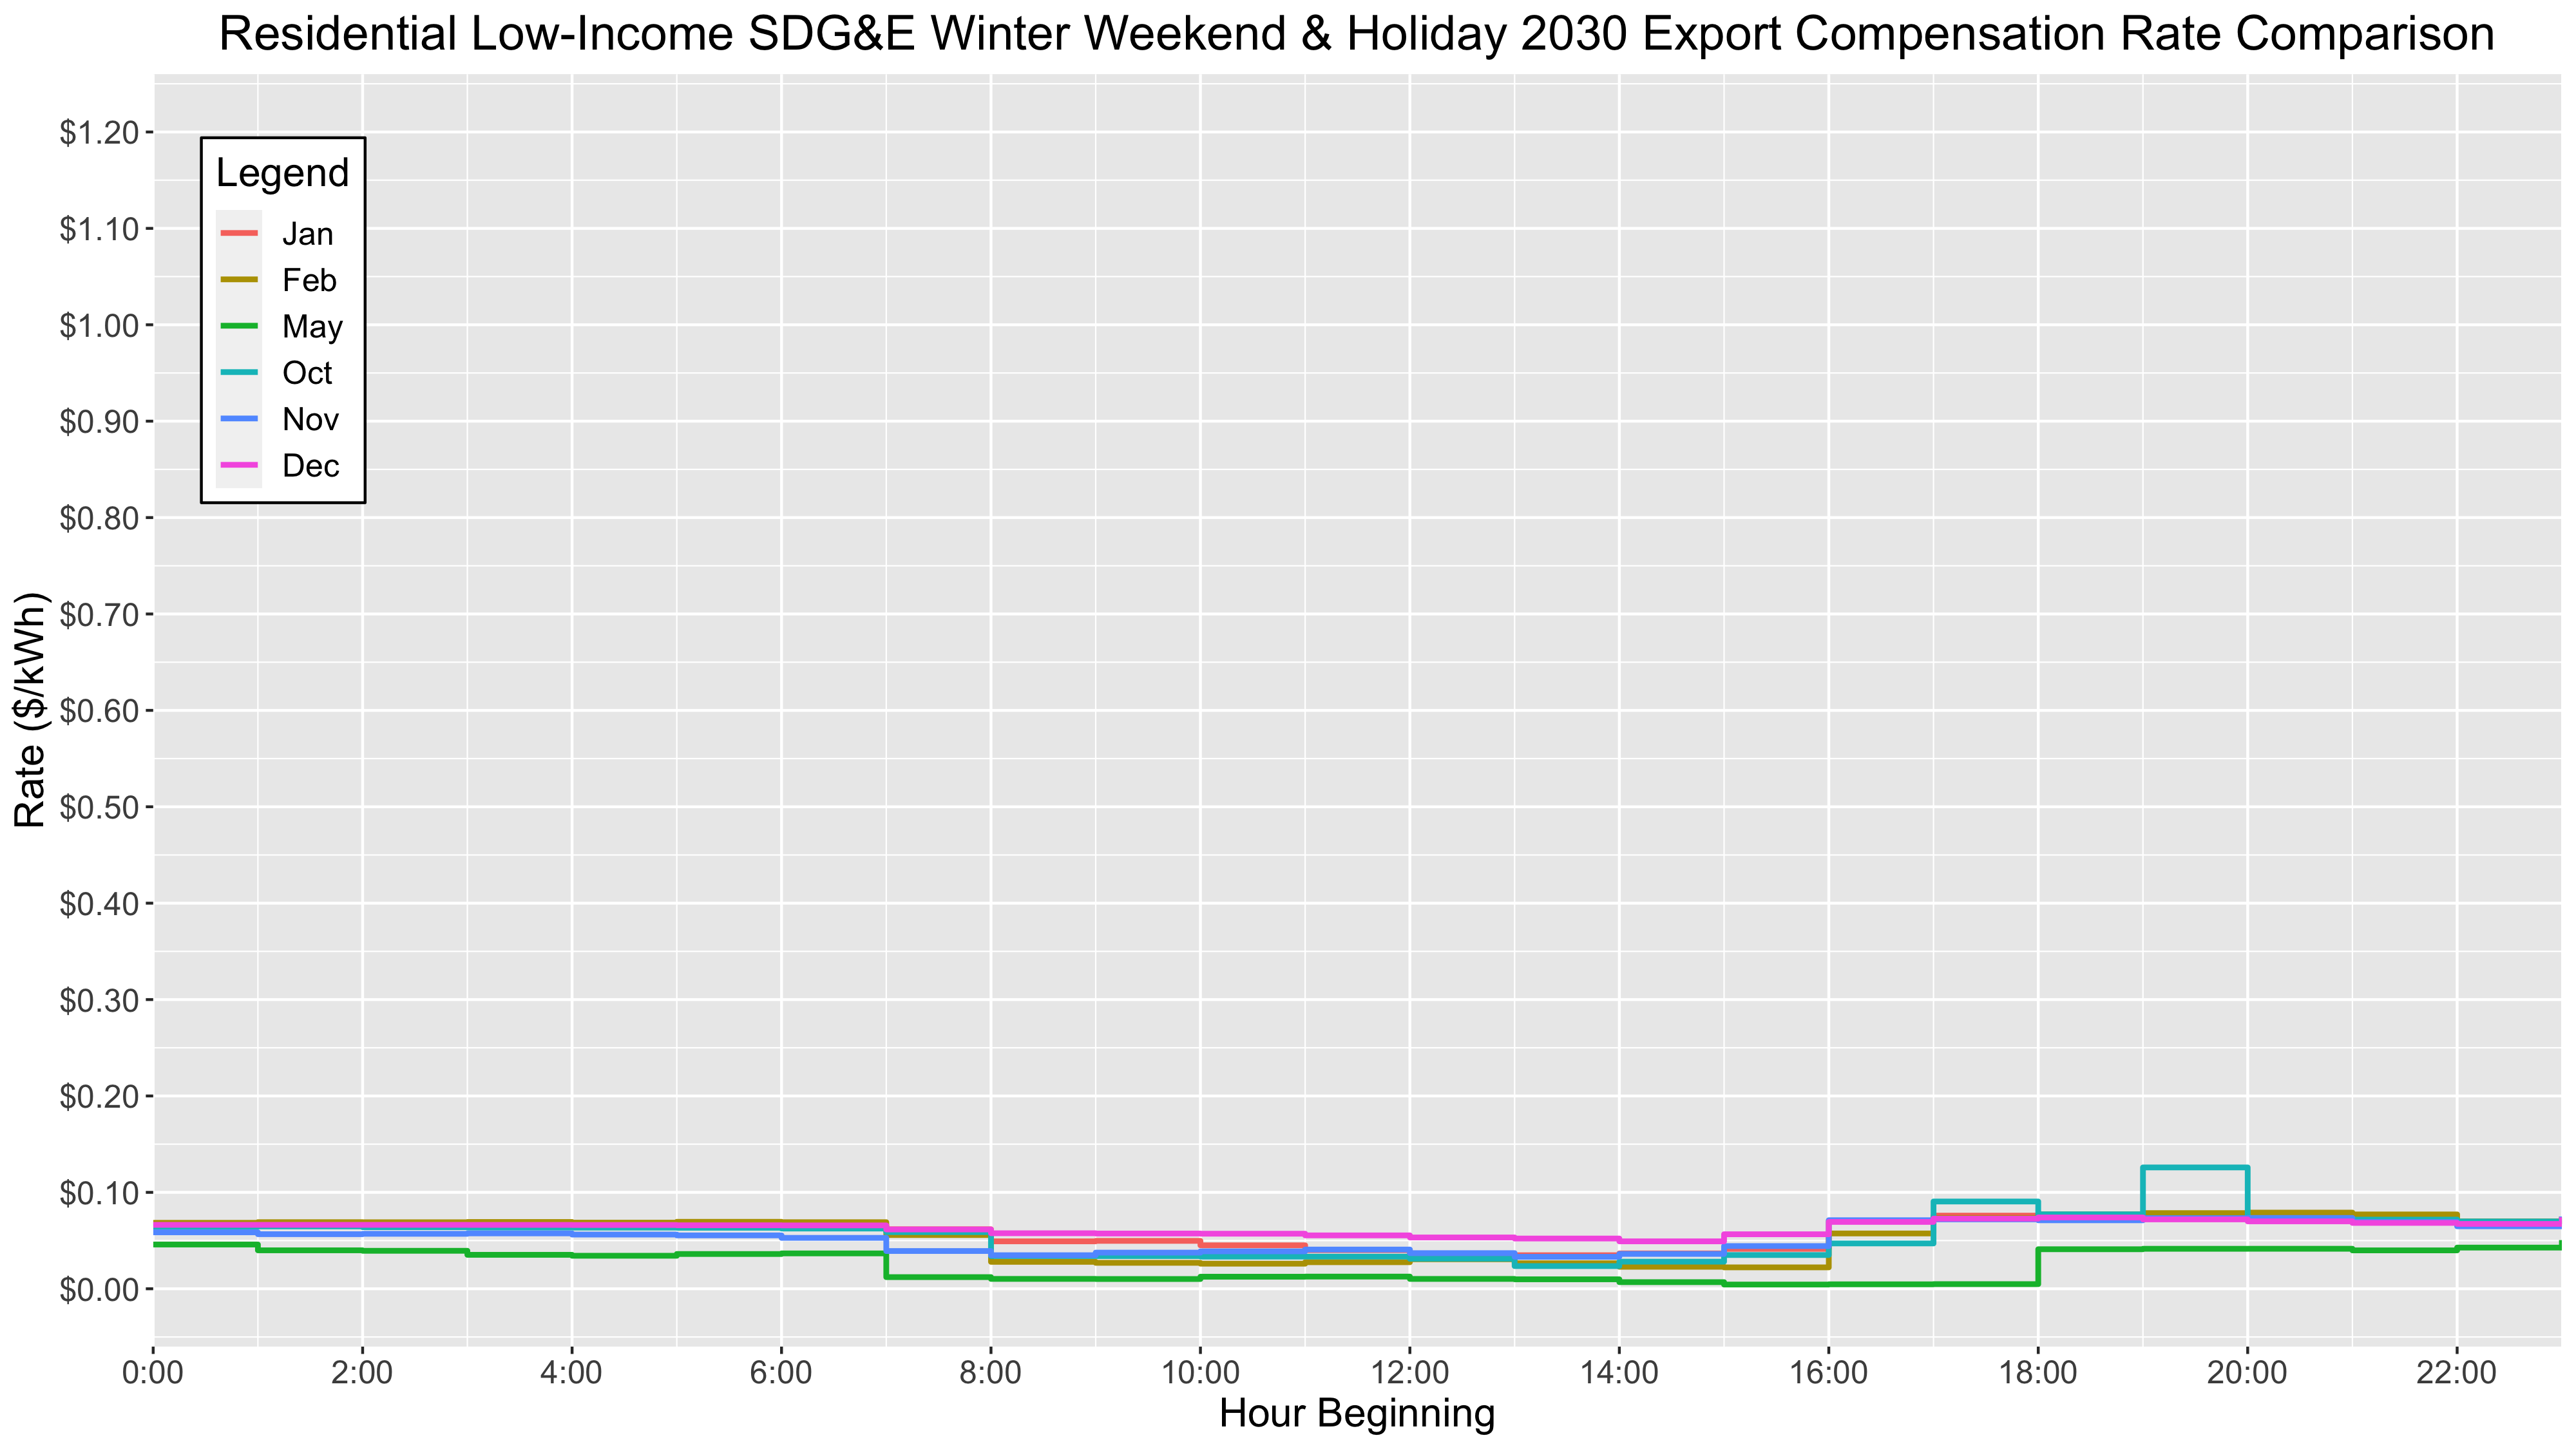 Residential Low-Income SDG&E Winter Weekend & Holiday 2030 Export Compensation Rate Comparison
Legend
Jan
Feb
May
Oct
Nov
Dec
Rate ($/kWh)
$1.20
$1.10
$1.00
$0.90
$0.80
$0.70
$0.60
$0.50
$0.40
$0.30
$0.20
$0.10
$0.00
0:00 2:00 4:00 6:00 8:00 10:00 12:00 14:00 16:00 18:00 20:00 22:00
Hour Beginning